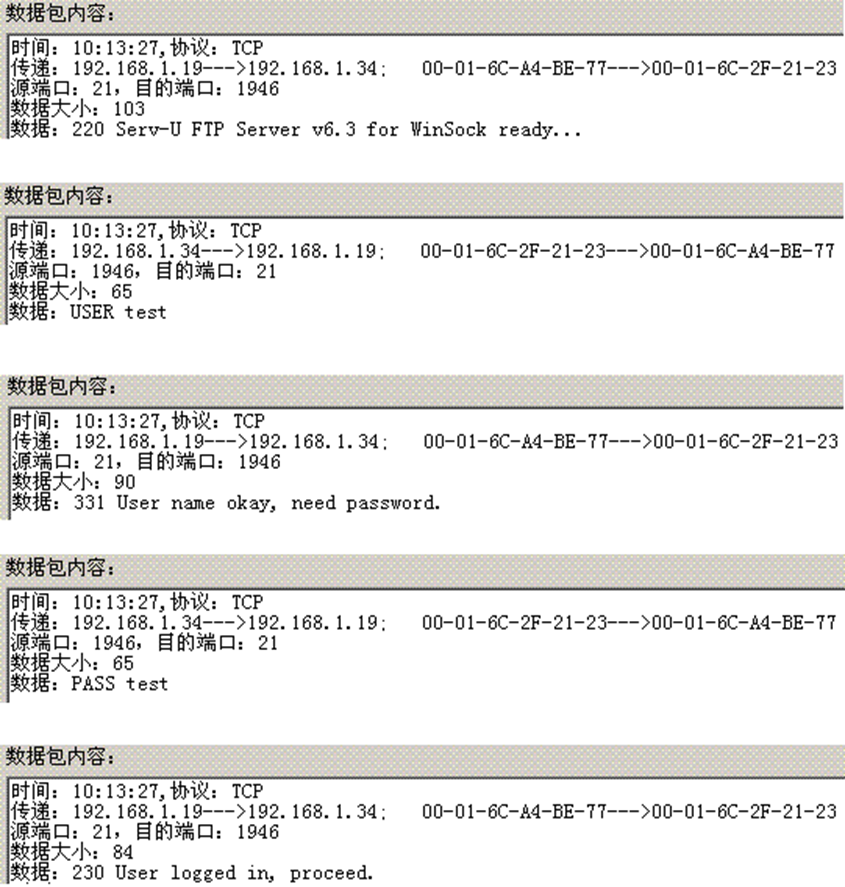 数据包内容：
时间：10:13:27,协议：TCP
传递：192.168.1.19--->192.168.1.34;   00-01-6C-A4-BE-77--->00-01-6C-2F-21-23
源端口：21，目的端口：1946
数据大小：103
数据：220 Serv-U FTP Server v6.3 for WinSock ready...
数据包内容：
时间：10:13:27,协议：TCP
传递：192.168.1.34--->192.168.1.19;   00-01-6C-2F-21-23--->00-01-6C-A4-BE-77
源端口：1946，目的端口：21
数据大小：65
数据：USER test
数据包内容：
时间：10:13:27,协议：TCP
传递：192.168.1.19--->192.168.1.34;   00-01-6C-A4-BE-77--->00-01-6C-2F-21-23
源端口：21，目的端口：1946
数据大小：90
数据：331 User name okay, need password.
数据包内容：
时间：10:13:27,协议：TCP
传递：192.168.1.34--->192.168.1.19;   00-01-6C-2F-21-23--->00-01-6C-A4-BE-77
源端口：1946，目的端口：21
数据大小：65
数据：PASS test
数据包内容：
时间：10:13:27,协议：TCP
传递：192.168.1.19--->192.168.1.34;   00-01-6C-A4-BE-77--->00-01-6C-2F-21-23
源端口：21，目的端口：1946
数据大小：84
数据：230 User logged in, proceed.